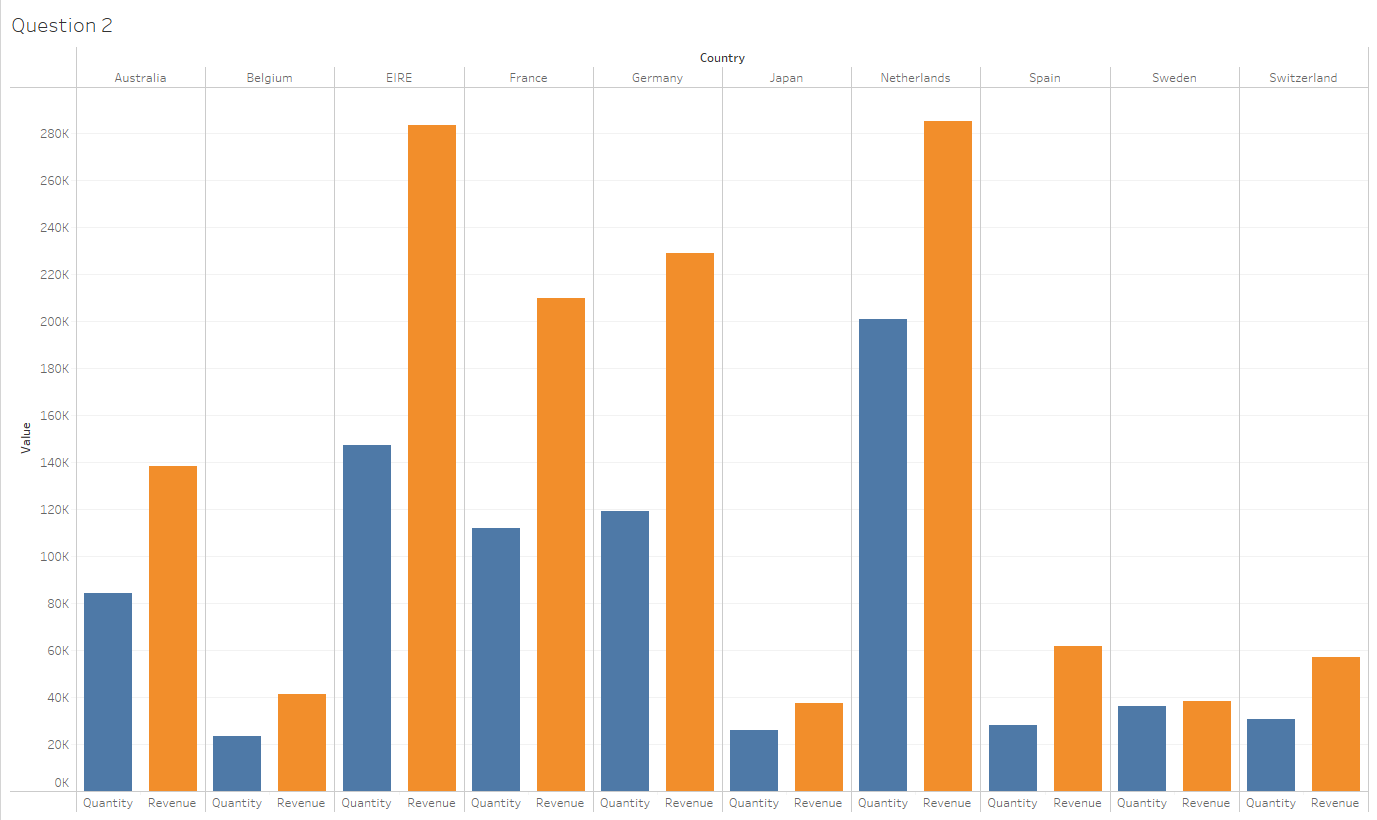 Question 2
Country
Australia Belgium EIRE France Germany Japan Netherlands Spain Sweden Switzerland
280K
260K
240K
220K
200K
180K
160K
140K
120K
100K
80K
60K
40K
20K
0K
Value
Quantity Revenue Quantity Revenue Quantity Revenue Quantity Revenue Quantity Revenue Quantity Revenue Quantity Revenue Quantity Revenue Quantity Revenue Quantity Revenue